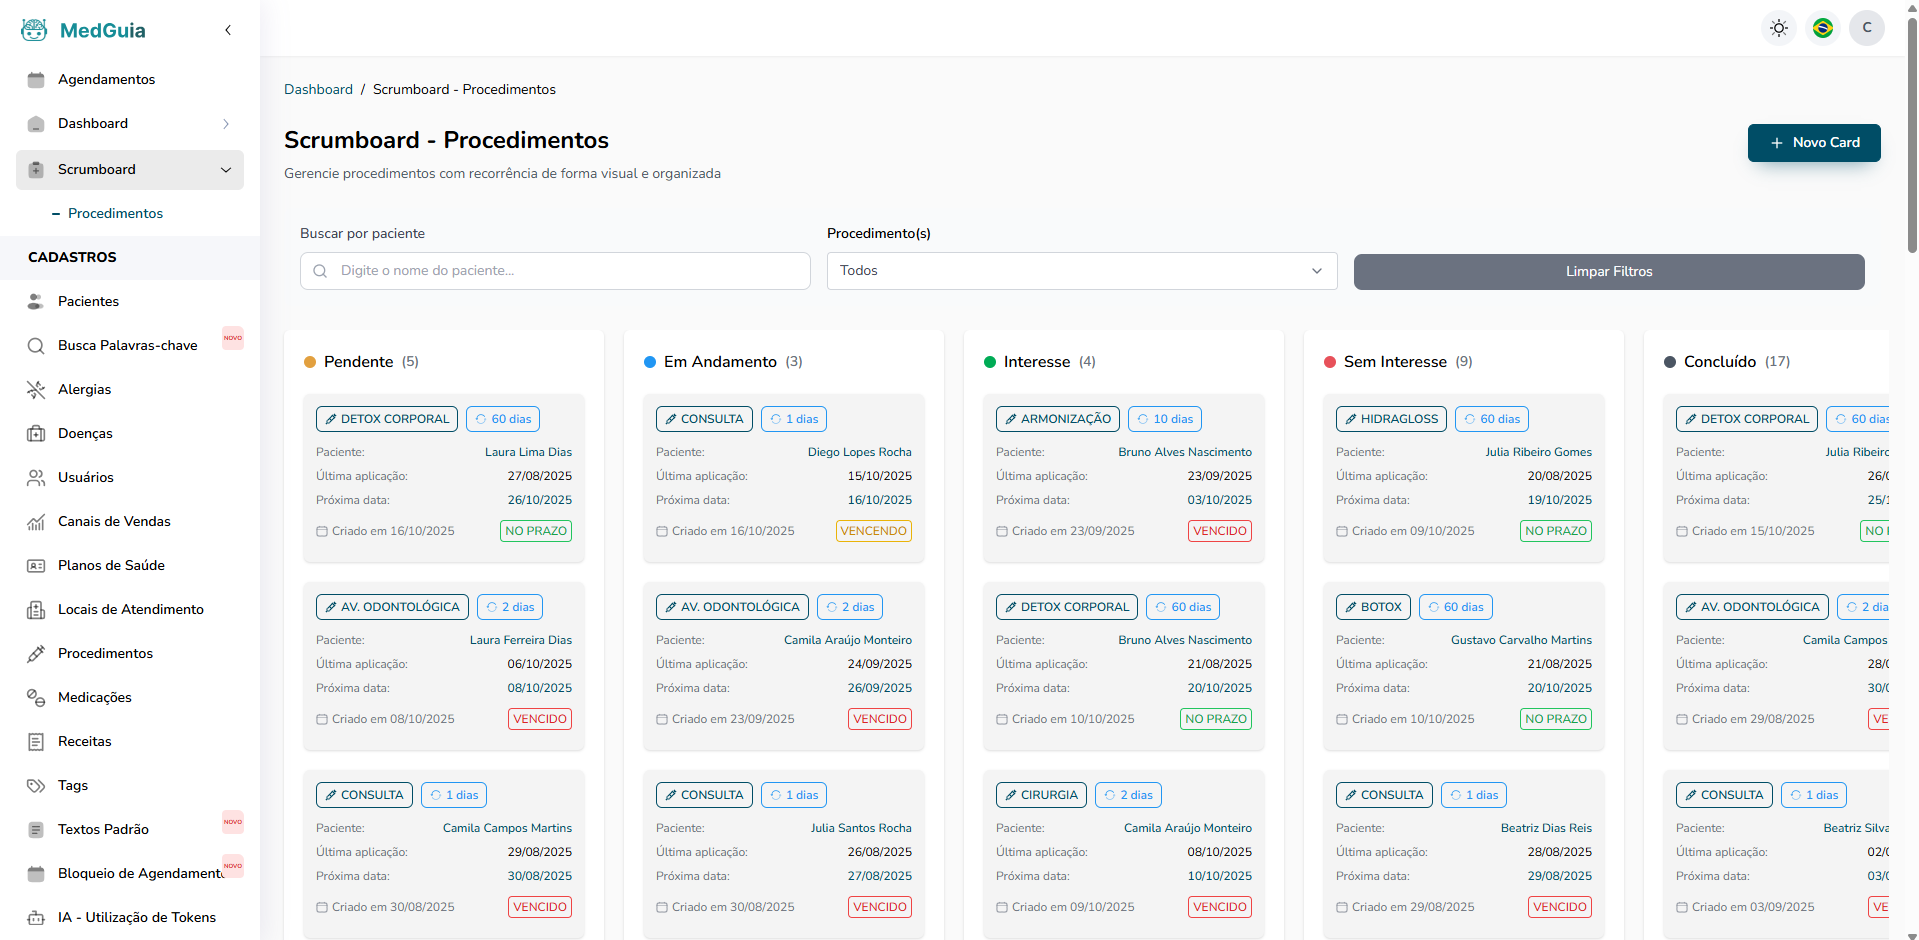 MedGuia
Agendamentos
Dashboard
Scrumboard
Procedimentos
CADASTROS
Pacientes
Busca Palavras-chave
NOVO
Alergias
Doenças
Usuários
Canais de Vendas
Planos de Saúde
Locais de Atendimento
Procedimentos
Medicações
Receitas
Tags
Textos Padrão
NOVO
Bloqueio de Agendament
NOVO
IA - Utilização de Tokens
C
Dashboard / Scrumboard - Procedimentos
Scrumboard - Procedimentos
Gerencie procedimentos com recorrência de forma visual e organizada
+ Novo Card
Buscar por paciente
Digite o nome do paciente...
Procedimento(s)
Todos
Limpar Filtros
Pendente (5)
DETOX CORPORAL 60 dias
Paciente: Laura Lima Dias
Última aplicação: 27/08/2025
Próxima data: 26/10/2025
Criado em 16/10/2025 NO PRAZO
AV. ODONTOLÓGICA 2 dias
Paciente: Laura Ferreira Dias
Última aplicação: 06/10/2025
Próxima data: 08/10/2025
Criado em 08/10/2025 VENCIDO
CONSULTA 1 dias
Paciente: Camila Campos Martins
Última aplicação: 29/08/2025
Próxima data: 30/08/2025
Criado em 30/08/2025 VENCIDO
Em Andamento (3)
CONSULTA 1 dias
Paciente: Diego Lopes Rocha
Última aplicação: 15/10/2025
Próxima data: 16/10/2025
Criado em 16/10/2025 VENCENDO
AV. ODONTOLÓGICA 2 dias
Paciente: Camila Araújo Monteiro
Última aplicação: 24/09/2025
Próxima data: 26/09/2025
Criado em 23/09/2025 VENCIDO
CONSULTA 1 dias
Paciente: Julia Santos Rocha
Última aplicação: 26/08/2025
Próxima data: 27/08/2025
Criado em 30/08/2025 VENCIDO
Interesse (4)
ARMONIZAÇÃO 10 dias
Paciente: Bruno Alves Nascimento
Última aplicação: 23/09/2025
Próxima data: 03/10/2025
Criado em 23/09/2025 VENCIDO
DETOX CORPORAL 60 dias
Paciente: Bruno Alves Nascimento
Última aplicação: 21/08/2025
Próxima data: 20/10/2025
Criado em 10/10/2025 NO PRAZO
CIRURGIA 2 dias
Paciente: Camila Araújo Monteiro
Última aplicação: 08/10/2025
Próxima data: 10/10/2025
Criado em 09/10/2025 VENCIDO
Sem Interesse (9)
HIDRAGLOSS 60 dias
Paciente: Julia Ribeiro Gomes
Última aplicação: 20/08/2025
Próxima data: 19/10/2025
Criado em 09/10/2025 NO PRAZO
BOTOX 60 dias
Paciente: Gustavo Carvalho Martins
Última aplicação: 21/08/2025
Próxima data: 20/10/2025
Criado em 10/10/2025 NO PRAZO
CONSULTA 1 dias
Paciente: Beatriz Dias Reis
Última aplicação: 28/08/2025
Próxima data: 29/08/2025
Criado em 29/08/2025 VENCIDO
Concluído (17)
DETOX CORPORAL 60 dias
Paciente: Julia Ribeiro
Última aplicação: 26/0
Próxima data: 25/1
Criado em 15/10/2025 NO
AV. ODONTOLÓGICA 2 dia
Paciente: Camila Campos
Última aplicação: 28/0
Próxima data: 30/0
Criado em 29/08/2025 VE
CONSULTA 1 dias
Paciente: Beatriz Silva
Última aplicação: 02/0
Próxima data: 03/0
Criado em 03/09/2025 VE